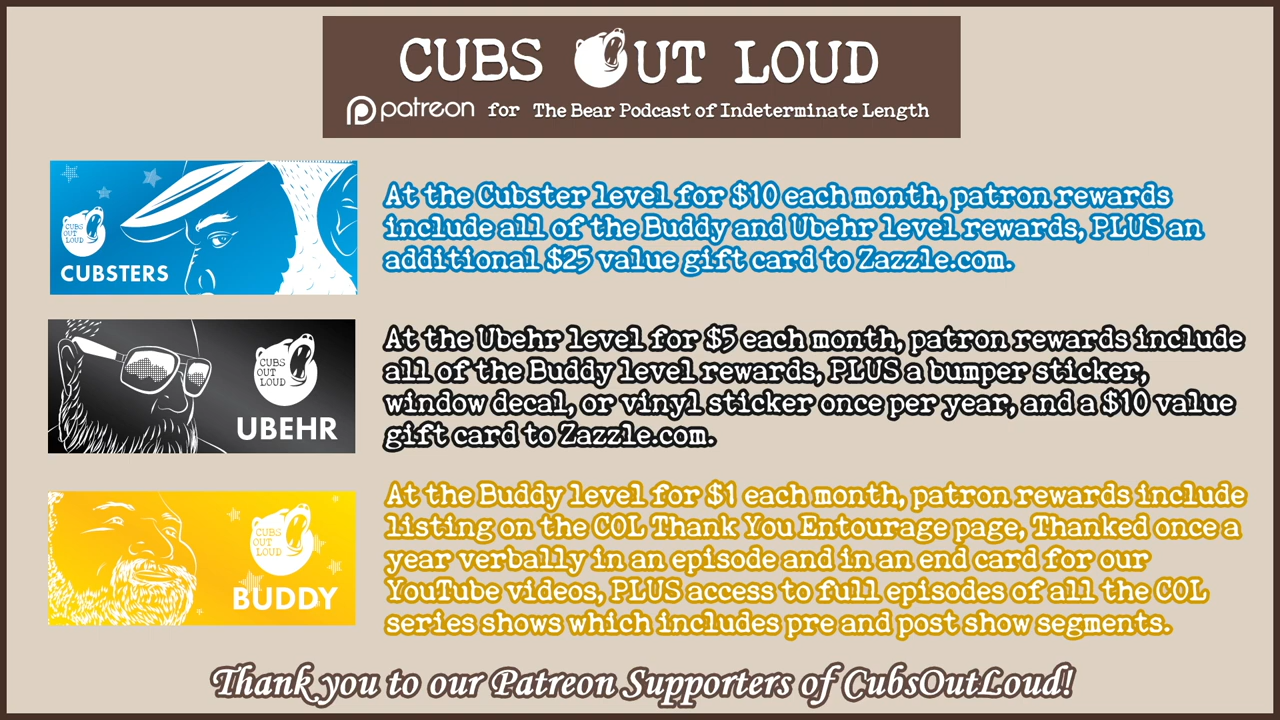 CUBS OUT LOUD
patreon for The Bear Podcast of Indeterminate Length
CUBS
OUT
LOUD
CUBSTERS
At the Cubster level for $10 each month, patron rewards
include all of the Buddy and Ubehr level rewards, PLUS an
additional $25 value gift card to Zazzle.com.
CUBS
OUT
LOUD
UBEHR
At the Ubehr level for $5 each month, patron rewards include
all of the Buddy level rewards, PLUS a bumper sticker,
window decal, or vinyl sticker once per year, and a $10 value
gift card to Zazzle.com.
CUBS
OUT
LOUD
BUDDY
At the Buddy level for $1 each month, patron rewards include
listing on the COL Thank You Entourage page, Thanked once a
year verbally in an episode and in an end card for our
YouTube videos, PLUS access to full episodes of all the COL
series shows which includes pre and post show segments.
Thank you to our Patreon Supporters of CubsOutLoud!